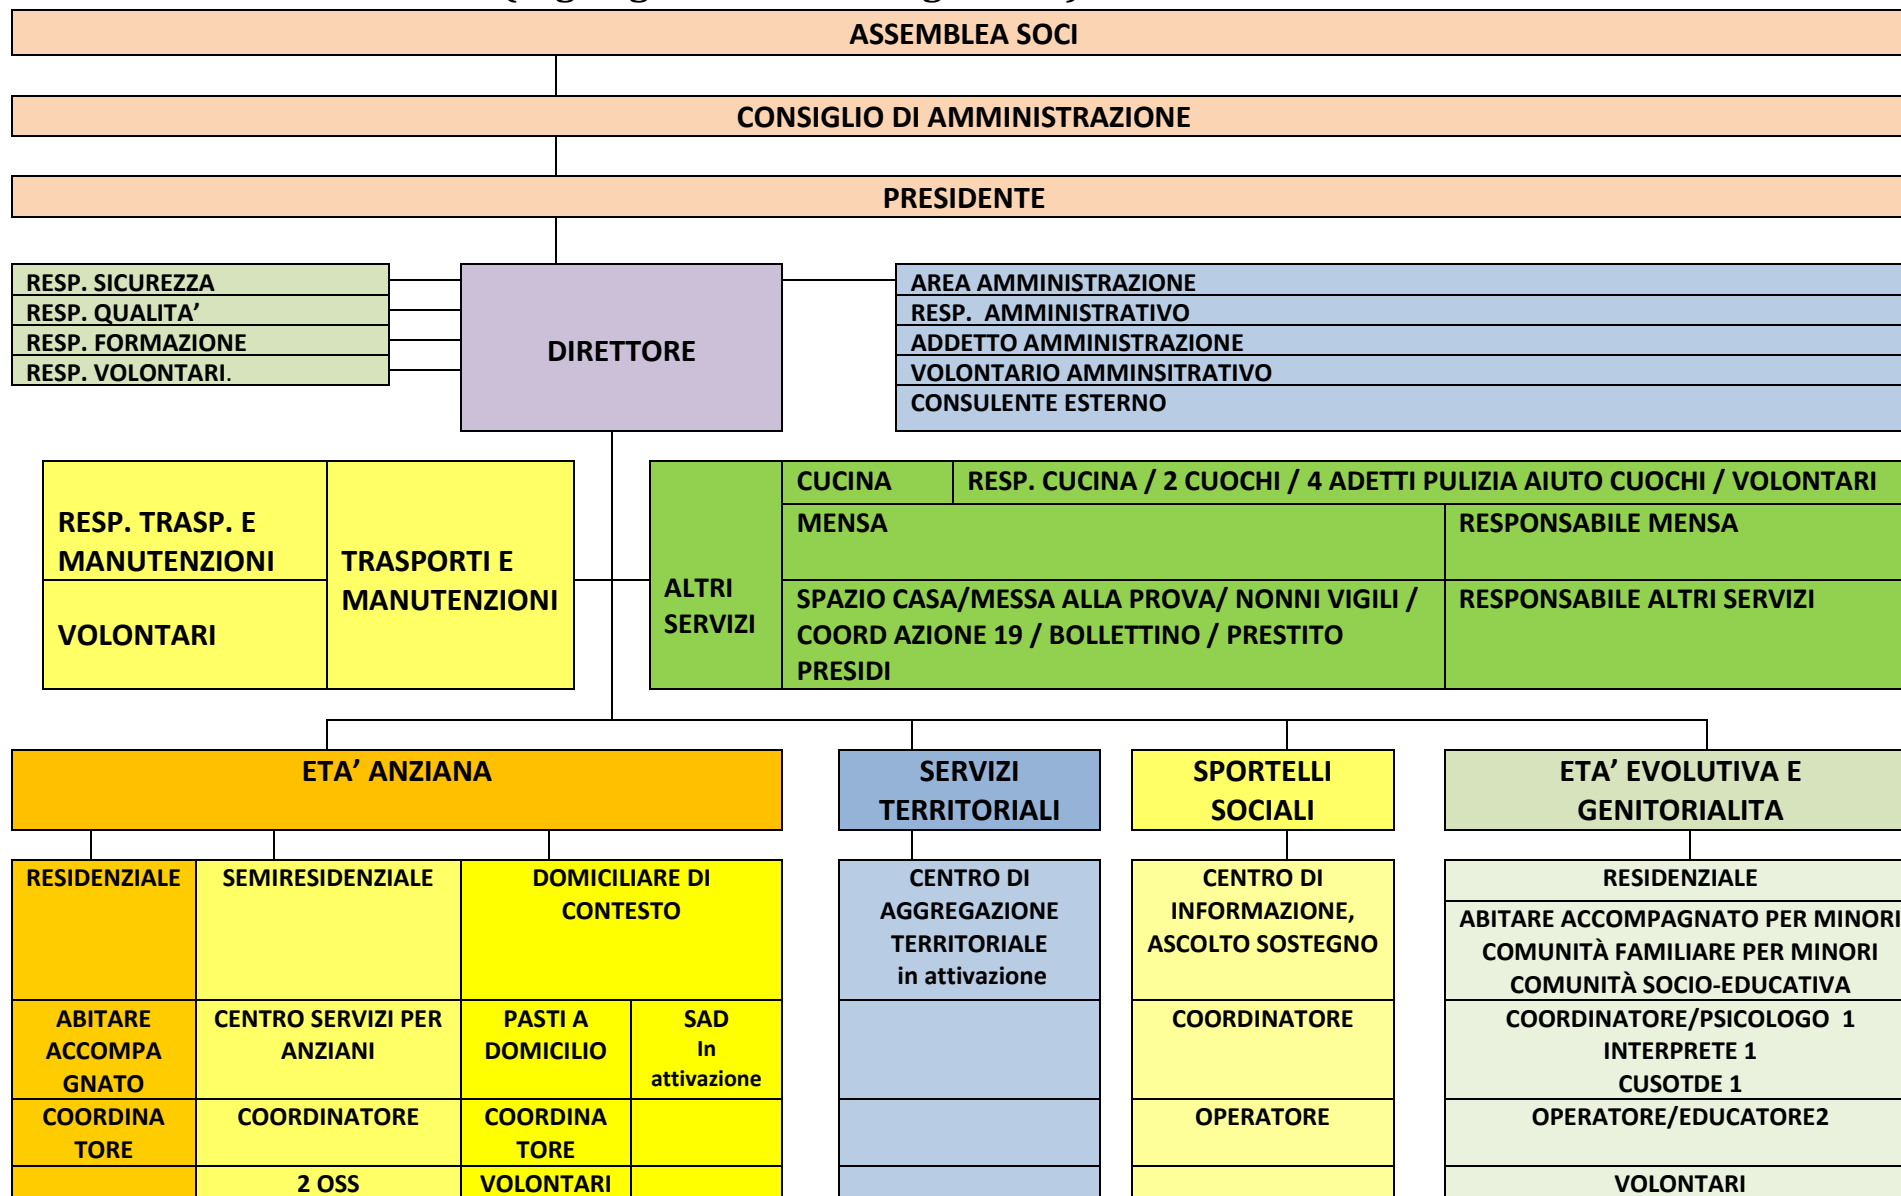 ASSEMBLEA SOCI
CONSIGLIO DI AMMINISTRAZIONE
PRESIDENTE
RESP. SICUREZZA
RESP. QUALITA’
RESP. FORMAZIONE
RESP. VOLONTARI.
DIRETTORE
AREA AMMINISTRAZIONE
RESP. AMMINISTRATIVO
ADDETTO AMMINISTRAZIONE
VOLONTARIO AMMINSITRATIVO
CONSULENTE ESTERNO
RESP. TRASP. E
MANUTENZIONI
VOLONTARI
TRASPORTI E
MANUTENZIONI
ALTRI
SERVIZI
CUCINA
RESP. CUCINA / 2 CUOCHI / 4 ADETTI PULIZIA AIUTO CUOCHI / VOLONTARI
MENSA
RESPONSABILE MENSA
SPAZIO CASA/MESSA ALLA PROVA/ NONNI VIGILI /
COORD AZIONE 19 / BOLLETTINO / PRESTITO
PRESIDI
RESPONSABILE ALTRI SERVIZI
ETA’ ANZIANA
SERVIZI
TERRITORIALI
SPORTELLI
SOCIALI
ETA’ EVOLUTIVA E
GENITORIALITA
RESIDENZIALE
SEMIRESIDENZIALE
DOMICILIARE DI
CONTESTO
CENTRO DI
AGGREGAZIONE
TERRITORIALE
in attivazione
CENTRO DI
INFORMAZIONE,
ASCOLTO SOSTEGNO
RESIDENZIALE
ABITARE ACCOMPAGNATO PER MINORI
COMUNITÀ FAMILIARE PER MINORI
COMUNITÀ SOCIO-EDUCATIVA
ABITARE
ACCOMPA
GNATO
CENTRO SERVIZI PER
ANZIANI
PASTI A
DOMICILIO
SAD
In
attivazione
COORDINATORE
COORDINATORE/PSICOLOGO 1
INTERPRETE 1
CUSOTDE 1
COORDINA
TORE
COORDINATORE
COORDINA
TORE
OPERATORE
OPERATORE/EDUCATORE2
2 OSS
VOLONTARI
VOLONTARI